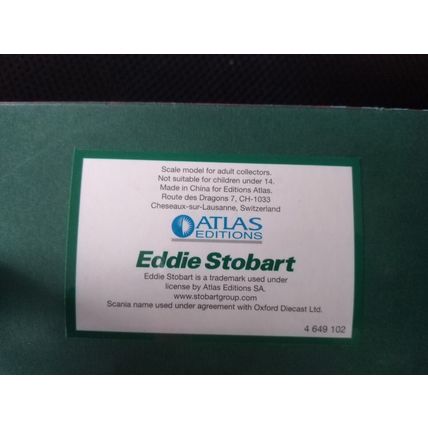 Scale model for adult collectors.
Not suitable for children under 14.
Made in China for Editions Atlas.
Route des Dragons 7, CH-1033
Cheseaux-sur-Lausanne, Switzerland
ATLAS
EDITIONS
Eddie Stobart
Eddie Stobart is a trademark used under
license by Atlas Editions SA.
www.stobartgroup.com
Scania name used under agreement with Oxford Diecast Ltd.
4 649 102